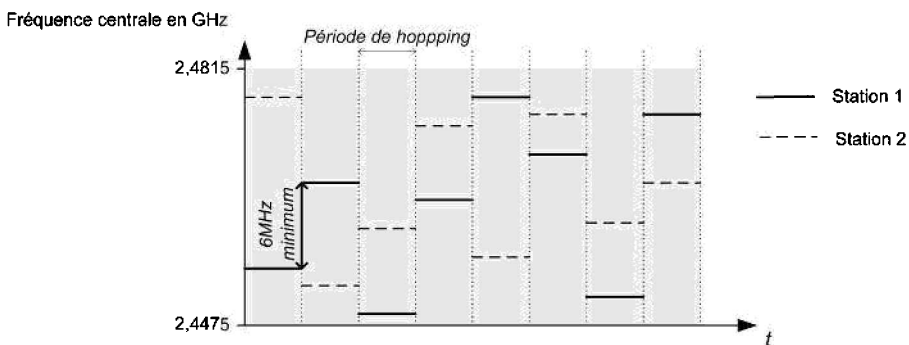 Fréquence centrale en GHz
Période de hoppping
2,4815
Station 1
Station 2
6MHz
minimum
2,4475
t